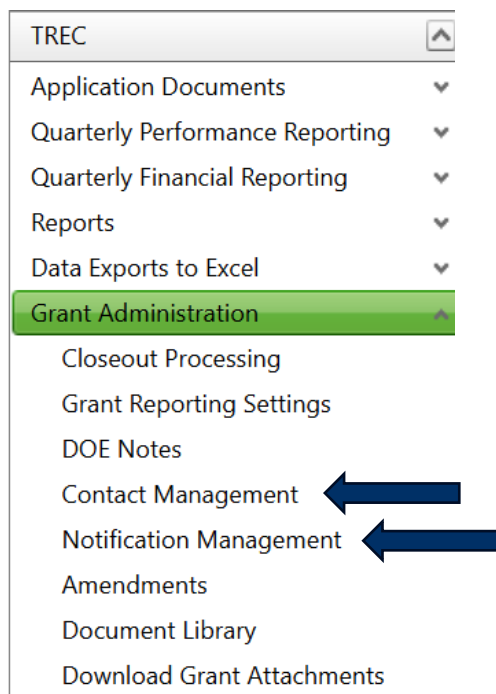 TREC
Application Documents
Quarterly Performance Reporting
Quarterly Financial Reporting
Reports
Data Exports to Excel
Grant Administration
Closeout Processing
Grant Reporting Settings
DOE Notes
Contact Management
Notification Management
Amendments
Document Library
Download Grant Attachments